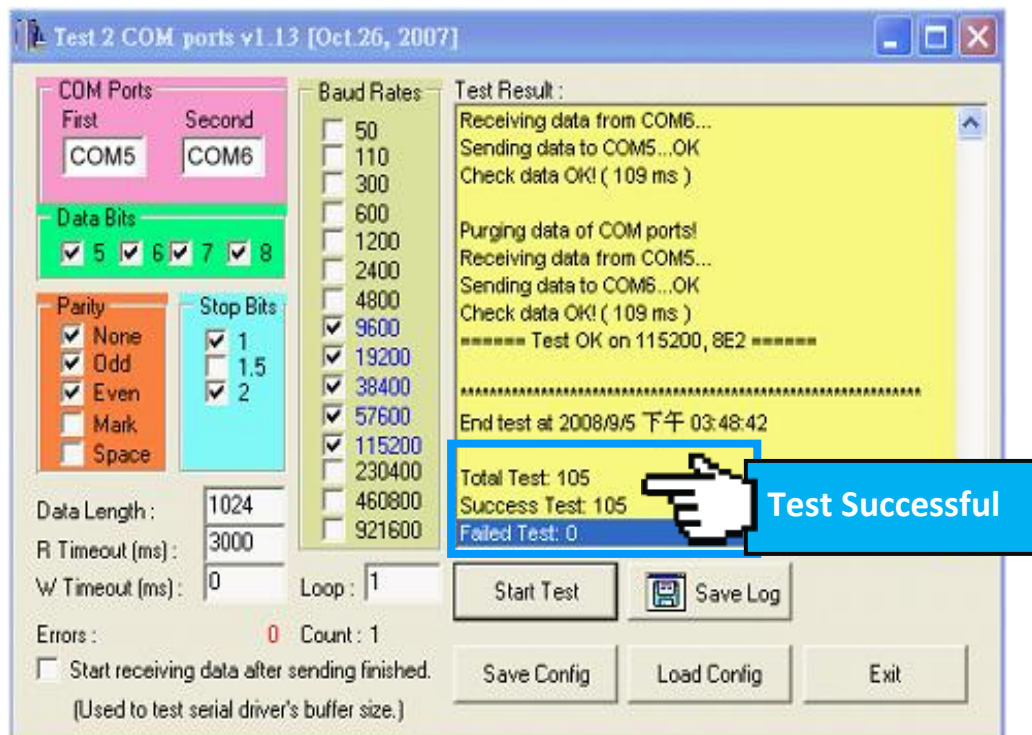 Test 2 COM ports v1.13 [Oct.26, 2007]
COM Ports
First Second
COM5 COM6
Data Bits
5 6 7 8
Parity
None
Odd
Even
Mark
Space
Stop Bits
1
1.5
2
Data Length : 1024
R Timeout (ms) : 3000
W Timeout (ms) : 0
Errors : 0
Baud Rates
50
110
300
600
1200
2400
4800
9600
19200
38400
57600
115200
230400
460800
921600
Loop : 1
Count : 1
Start receiving data after sending finished.
(Used to test serial driver's buffer size.)
Test Result :
Receiving data from COM6...
Sending data to COM5...OK
Check data OK! ( 109 ms )
Purging data of COM ports!
Receiving data from COM5...
Sending data to COM6...OK
Check data OK! ( 109 ms )
====== Test OK on 115200, 8E2 ======
***************************************************************
End test at 2008/9/5 下午 03:48:42
Total Test: 105
Success Test: 105
Failed Test: 0
Test Successful
Start Test
Save Log
Save Config
Load Config
Exit